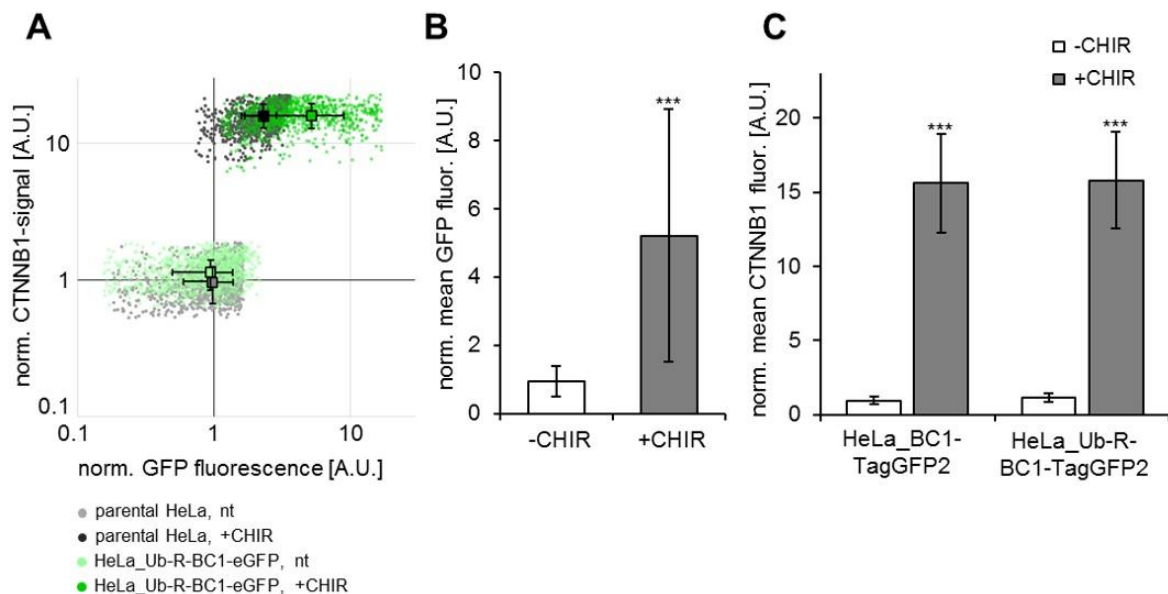 A
norm. CTNNB1-signal [A.U.]
10
1
0.1
0.1
1
10
norm. GFP fluorescence [A.U.]
parental HeLa, nt
parental HeLa, +CHIR
HeLa_Ub-R-BC1-eGFP, nt
HeLa_Ub-R-BC1-eGFP, +CHIR
B
norm. mean GFP fluor. [A.U.]
10
8
6
4
2
0
***
-CHIR
+CHIR
C
-CHIR
+CHIR
norm. mean CTNNB1 fluor. [A.U.]
20
15
10
5
0
***
***
HeLa_BC1-
TagGFP2
HeLa_Ub-R-
BC1-TagGFP2